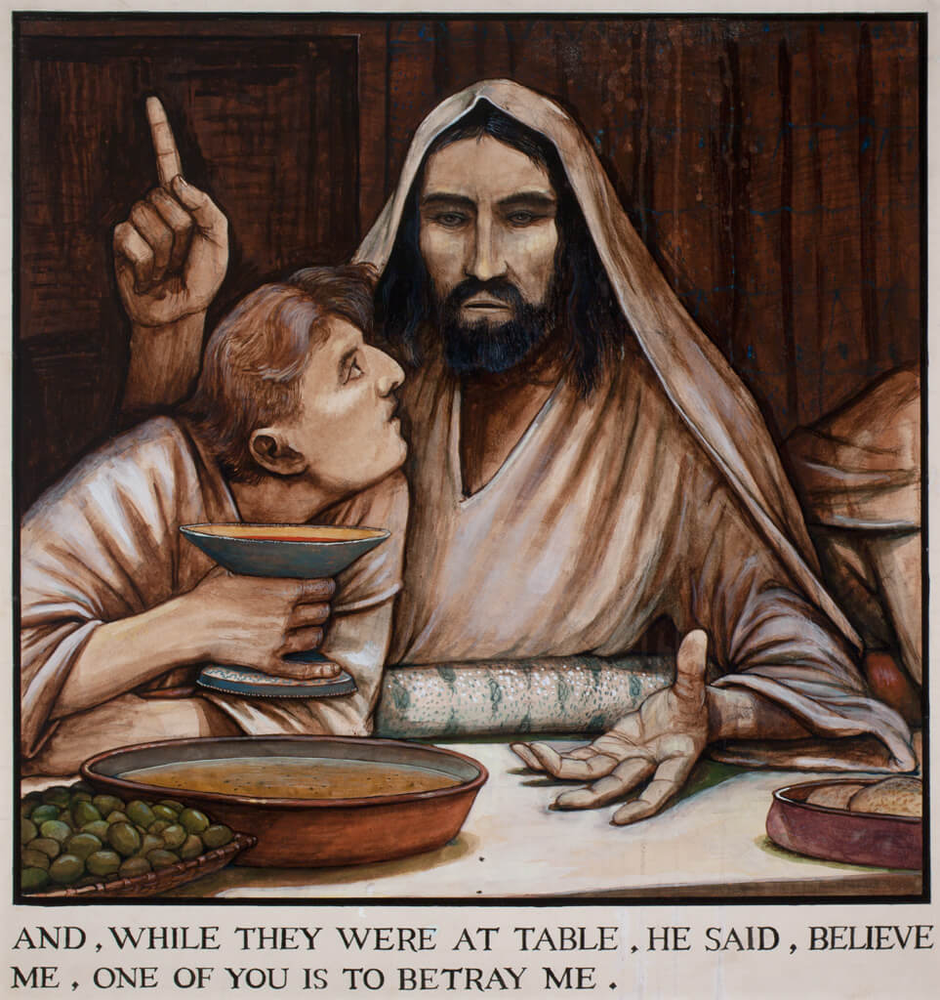 AND, WHILE THEY WERE AT TABLE, HE SAID, BELIEVE
ME, ONE OF YOU IS TO BETRAY ME.